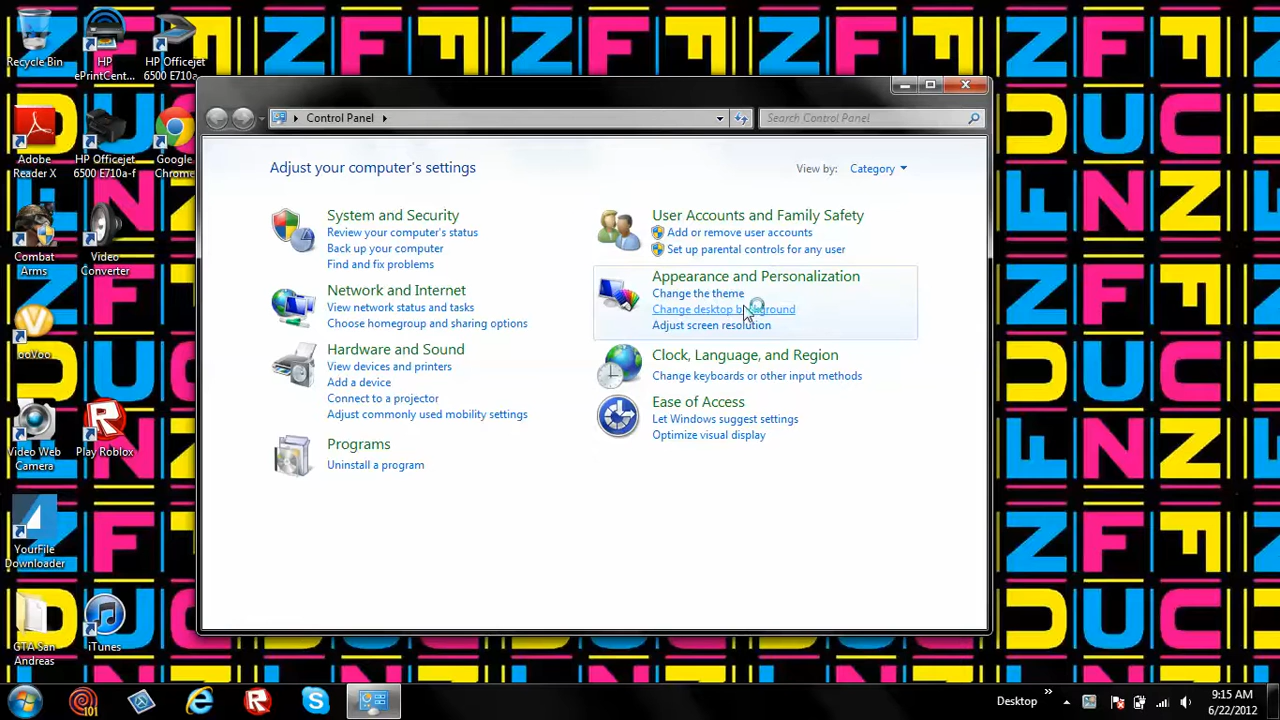 Recycle Bin
HP
ePrintCent...
HP Officejet
6500 E710a...
Adobe
Reader X
HP Officejet
6500 E710a-f
Google
Chrome
Combat
Arms
Video
Converter
ooVoo
Video Web
Camera
Play Roblox
YourFile
Downloader
GTA San
Andreas
iTunes
Control Panel
Search Control Panel
Adjust your computer's settings
View by: Category
System and Security
Review your computer's status
Back up your computer
Find and fix problems
Network and Internet
View network status and tasks
Choose homegroup and sharing options
Hardware and Sound
View devices and printers
Add a device
Connect to a projector
Adjust commonly used mobility settings
Programs
Uninstall a program
User Accounts and Family Safety
Add or remove user accounts
Set up parental controls for any user
Appearance and Personalization
Change the theme
Change desktop background
Adjust screen resolution
Clock, Language, and Region
Change keyboards or other input methods
Ease of Access
Let Windows suggest settings
Optimize visual display
101
Desktop
9:15 AM
6/22/2012